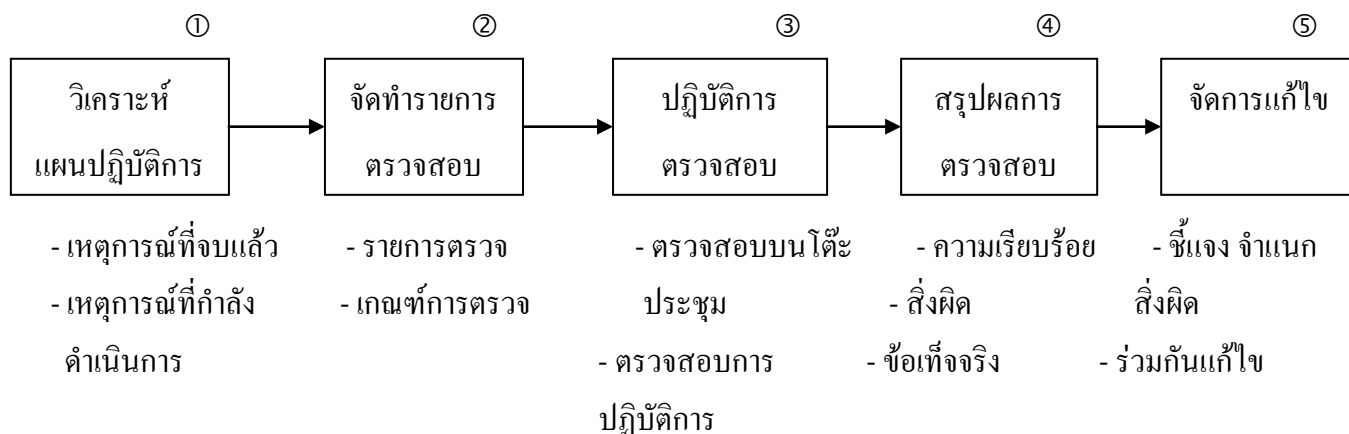 ① ② ③ ④ ⑤
วิเคราะห์
แผนปฏิบัติการ
จัดทำรายการ
ตรวจสอบ
ปฏิบัติการ
ตรวจสอบ
สรุปผลการ
ตรวจสอบ
จัดการแก้ไข
- เหตุการณ์ที่จบแล้ว
- เหตุการณ์ที่กำลัง
ดำเนินการ
- รายการตรวจ
- เกณฑ์การตรวจ
- ตรวจสอบบนโต๊ะ
ประชุม
- ตรวจสอบการ
ปฏิบัติการ
- ความเรียบร้อย
- สิ่งผิด
- ข้อเท็จจริง
- ชี้แจง จำแนก
สิ่งผิด
- ร่วมกันแก้ไข